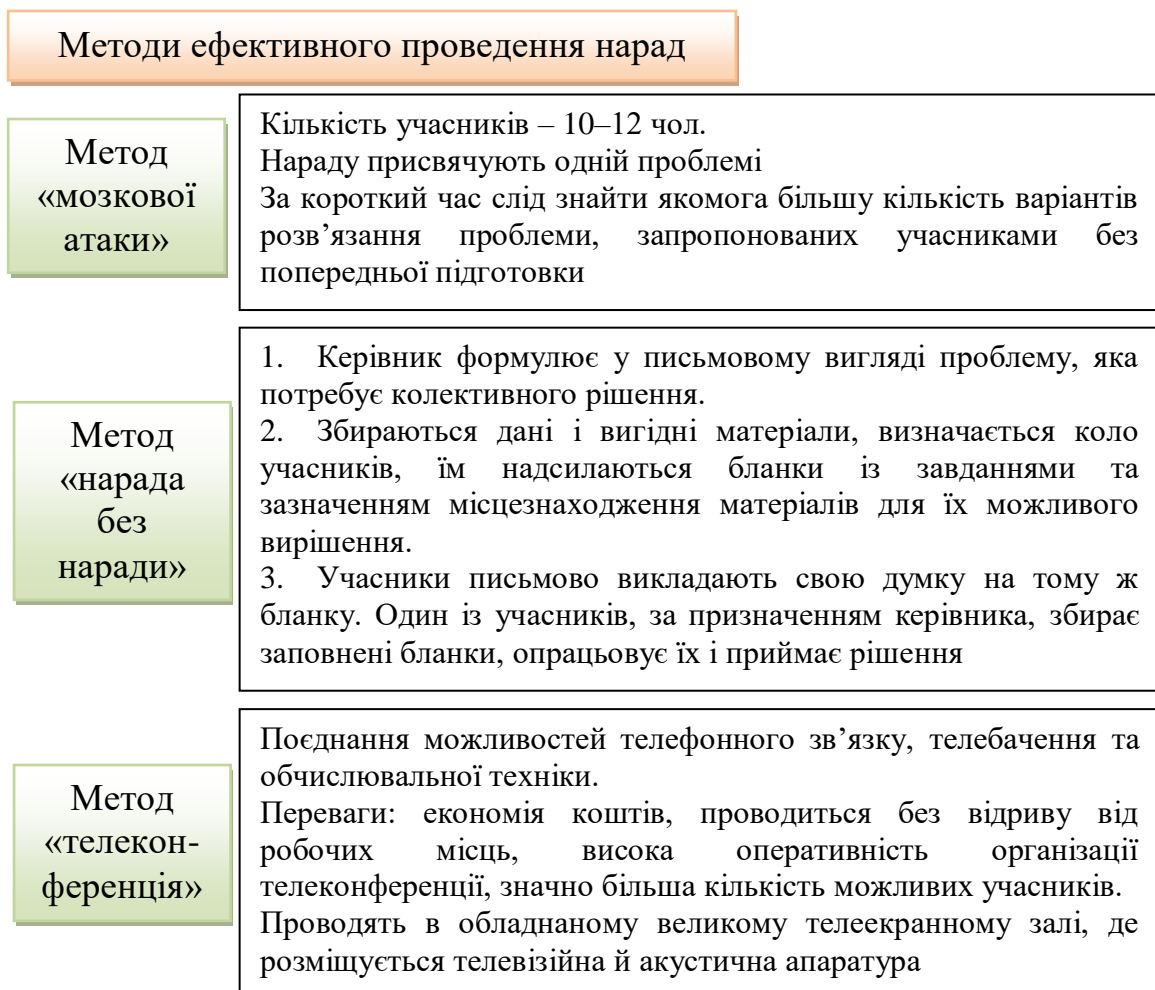 Методи ефективного проведення нарад
Метод
«мозкової
атаки»
Кількість учасників – 10–12 чол.
Нараду присвячують одній проблемі
За короткий час слід знайти якомога більшу кількість варіантів
розв’язання проблеми, запропонованих учасниками без
попередньої підготовки
Метод
«нарада
без
наради»
1. Керівник формулює у письмовому вигляді проблему, яка
потребує колективного рішення.
2. Збираються дані і вигідні матеріали, визначається коло
учасників, їм надсилаються бланки із завданнями та
зазначенням місцезнаходження матеріалів для їх можливого
вирішення.
3. Учасники письмово викладають свою думку на тому ж
бланку. Один із учасників, за призначенням керівника, збирає
заповнені бланки, опрацьовує їх і приймає рішення
Метод
«телекон-
ференція»
Поєднання можливостей телефонного зв’язку, телебачення та
обчислювальної техніки.
Переваги: економія коштів, проводиться без відриву від
робочих місць, висока оперативність організації
телеконференції, значно більша кількість можливих учасників.
Проводять в обладнаному великому телеекранному залі, де
розміщується телевізійна й акустична апаратура